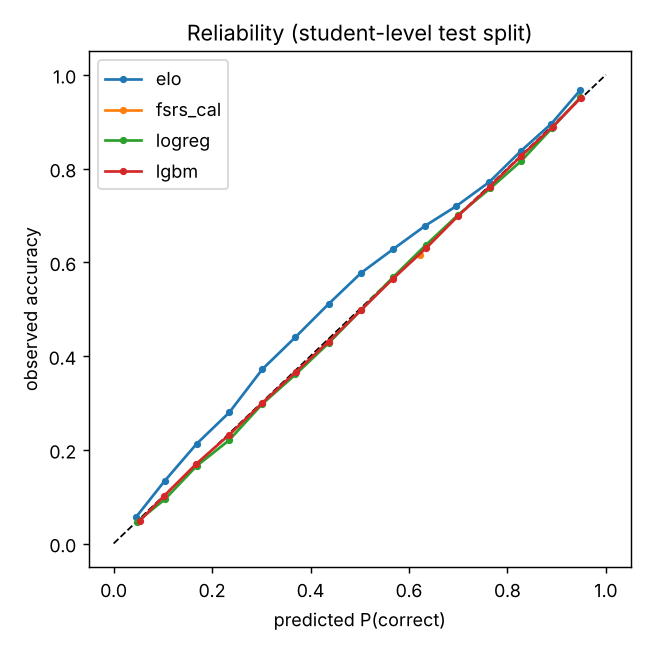 Reliability (student-level test split)
elo
fsrs_cal
logreg
lgbm
1.0
0.8
0.6
0.4
0.2
0.0
observed accuracy
0.0 0.2 0.4 0.6 0.8 1.0
predicted P(correct)